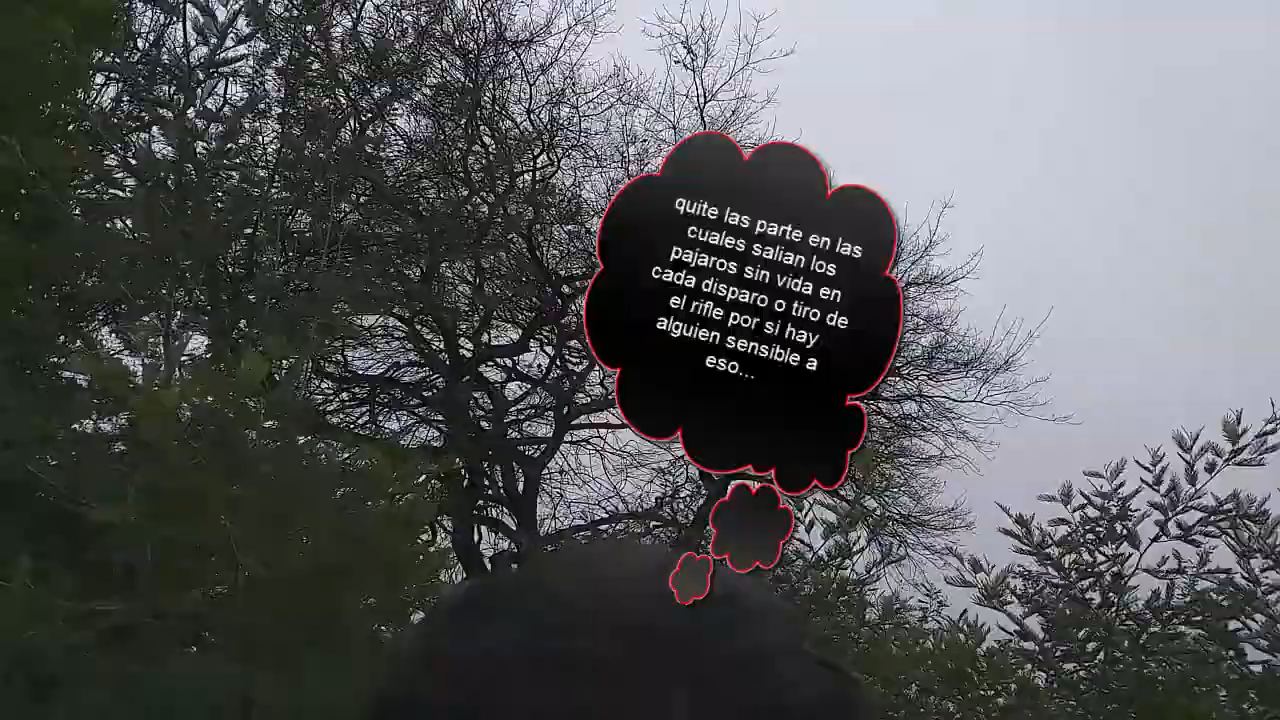 quite las parte en las
cuales salian los
pajaros sin vida en
cada disparo o tiro de
el rifle por si hay
alguien sensible a
eso...